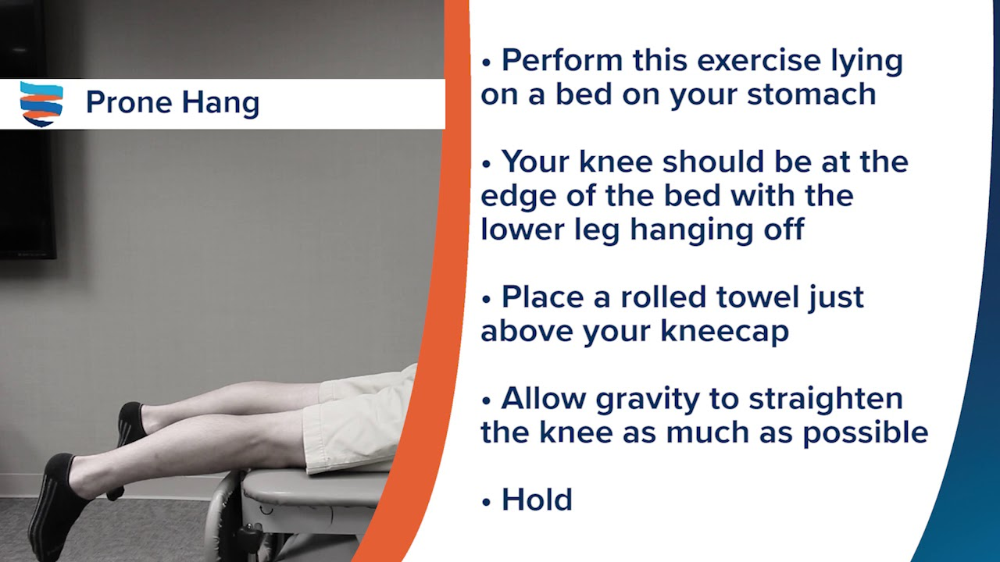 Prone Hang
• Perform this exercise lying
on a bed on your stomach
• Your knee should be at the
edge of the bed with the
lower leg hanging off
• Place a rolled towel just
above your kneecap
• Allow gravity to straighten
the knee as much as possible
• Hold